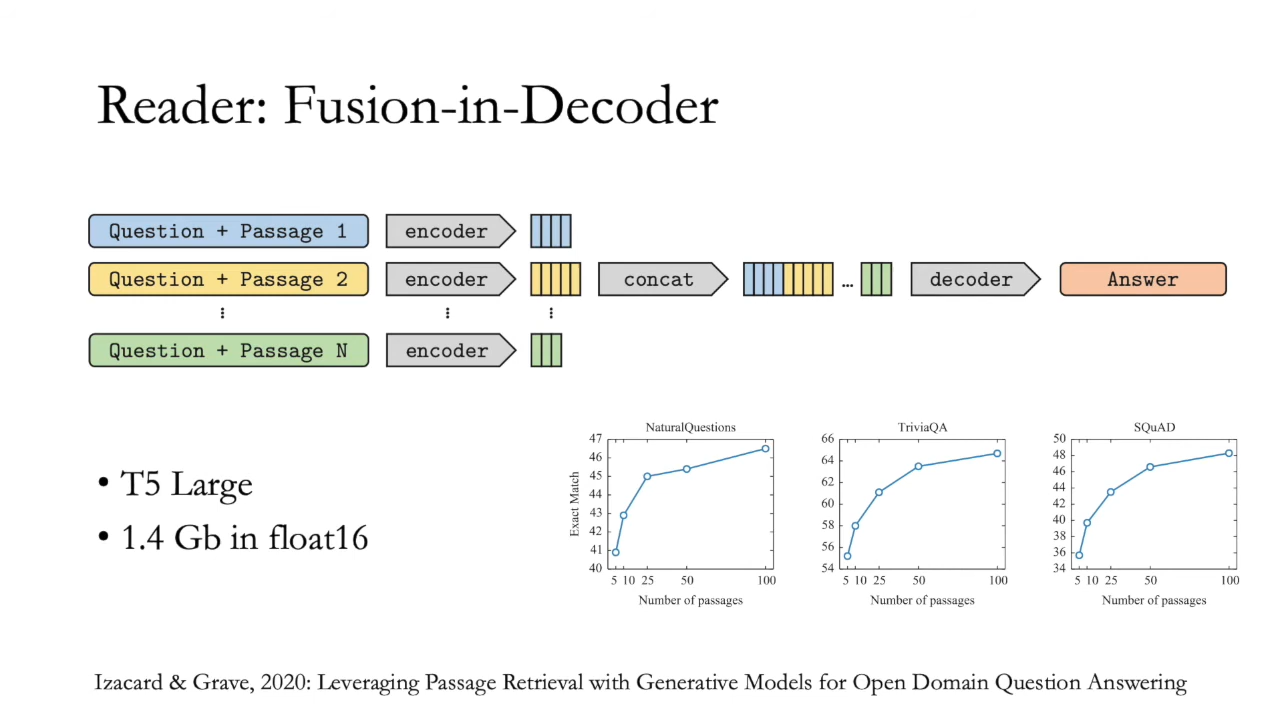 Reader: Fusion-in-Decoder
Question + Passage 1
encoder
Question + Passage 2
encoder
concat
...
decoder
Answer
Question + Passage N
encoder
• T5 Large
• 1.4 Gb in float16
NaturalQuestions
Exact Match
47
46
45
44
43
42
41
40
5 10 25 50 100
Number of passages
TriviaQA
66
64
62
60
58
56
54
5 10 25 50 100
Number of passages
SQuAD
50
48
46
44
42
40
38
36
34
5 10 25 50 100
Number of passages
Izacard & Grave, 2020: Leveraging Passage Retrieval with Generative Models for Open Domain Question Answering